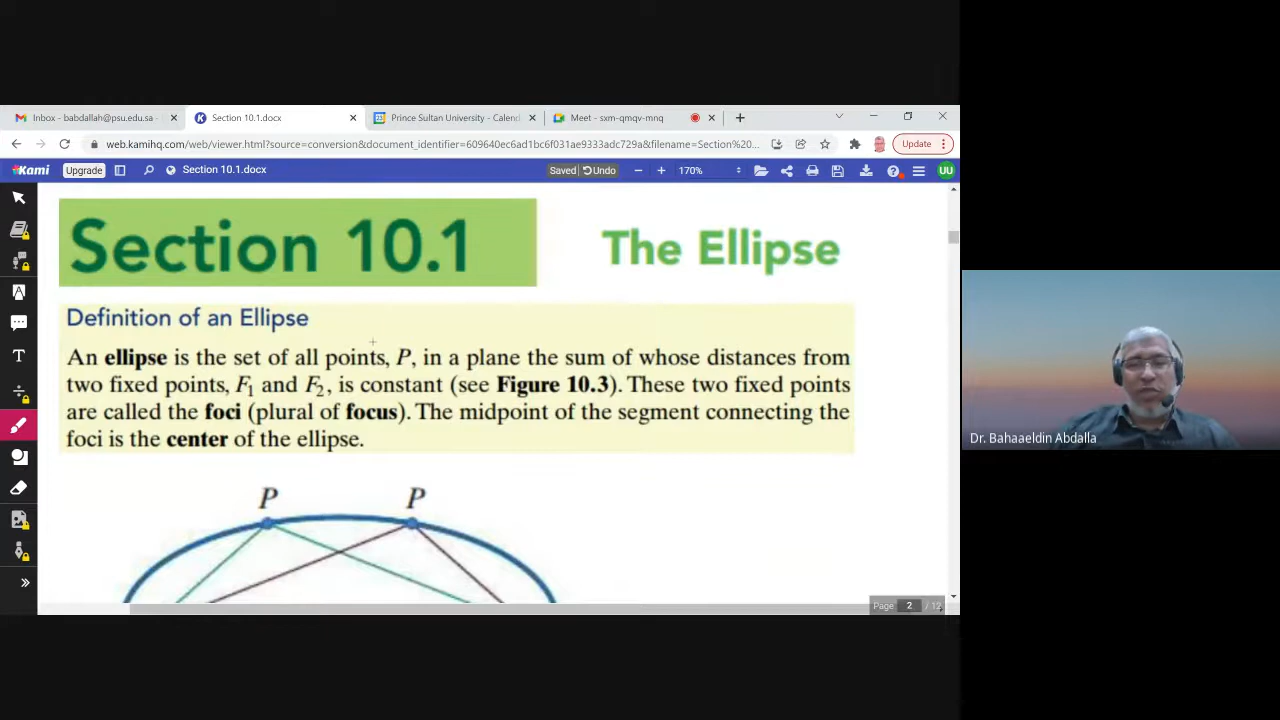 Inbox - babdallah@psu.edu.sa -
Section 10.1.docx
Prince Sultan University - Calend
Meet - sxm-qmqv-mnq
web.kamihq.com/web/viewer.html?source=conversion&document_identifier=609640ec6ad1bc6f031ae9333adc729a&filename=Section%20...
Update
Kami
Upgrade
Section 10.1.docx
Saved
Undo
170%
UU
Section 10.1
The Ellipse
Definition of an Ellipse
An ellipse is the set of all points, P, in a plane the sum of whose distances from
two fixed points, F₁ and F₂, is constant (see Figure 10.3). These two fixed points
are called the foci (plural of focus). The midpoint of the segment connecting the
foci is the center of the ellipse.
P P
Page 2 / 12
Dr. Bahaaeldin Abdalla